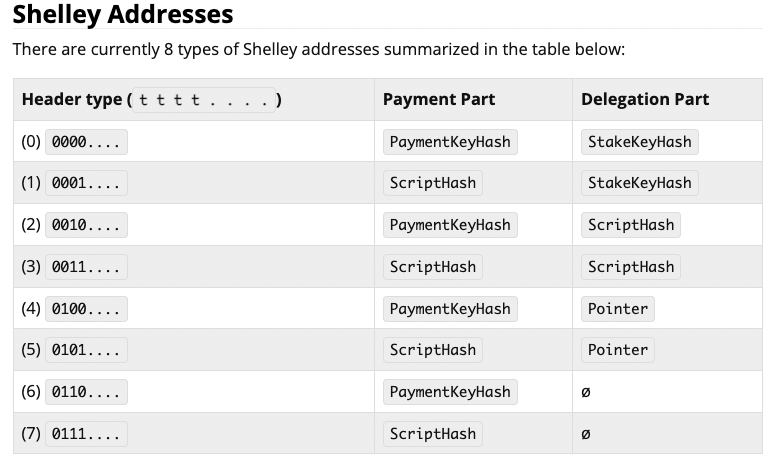 Shelley Addresses
There are currently 8 types of Shelley addresses summarized in the table below:
Header type (t t t t . . . .) Payment Part Delegation Part
(0) 0000.... PaymentKeyHash StakeKeyHash
(1) 0001.... ScriptHash StakeKeyHash
(2) 0010.... PaymentKeyHash ScriptHash
(3) 0011.... ScriptHash ScriptHash
(4) 0100.... PaymentKeyHash Pointer
(5) 0101.... ScriptHash Pointer
(6) 0110.... PaymentKeyHash ø
(7) 0111.... ScriptHash ø